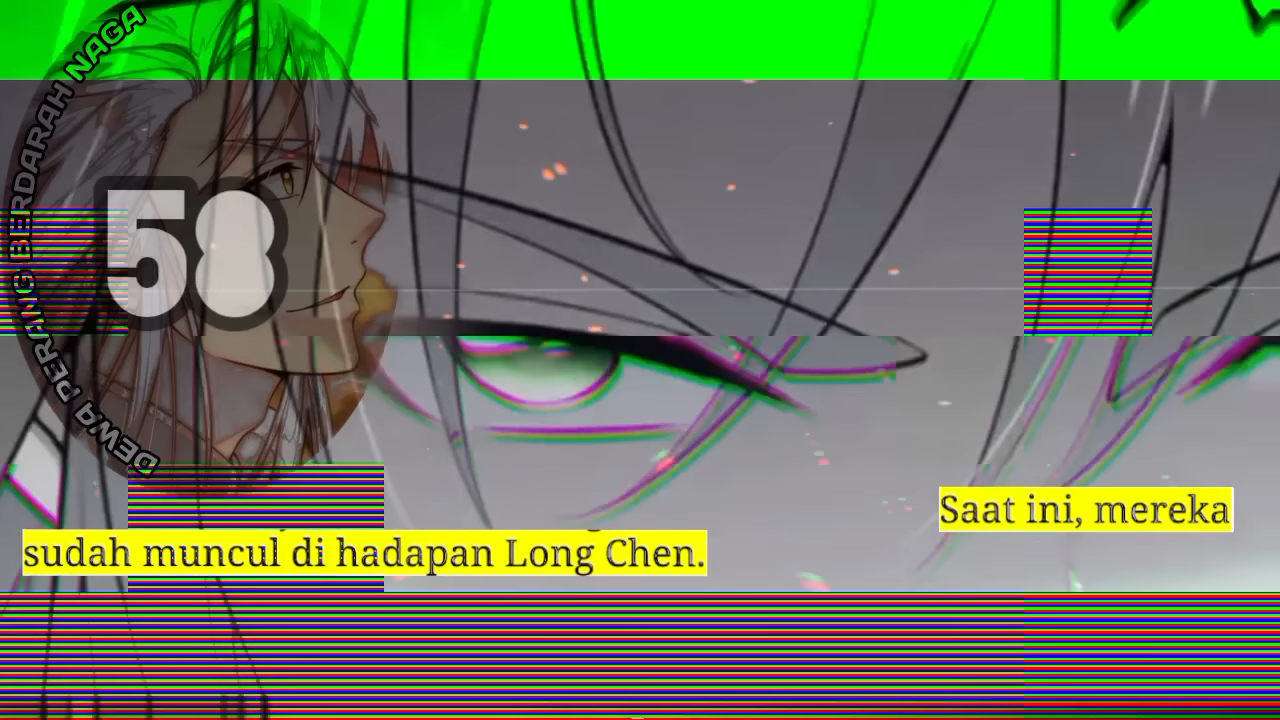 DEWA PERANG BERDARAH NAGA
58
Saat ini, mereka
sudah muncul di hadapan Long Chen.